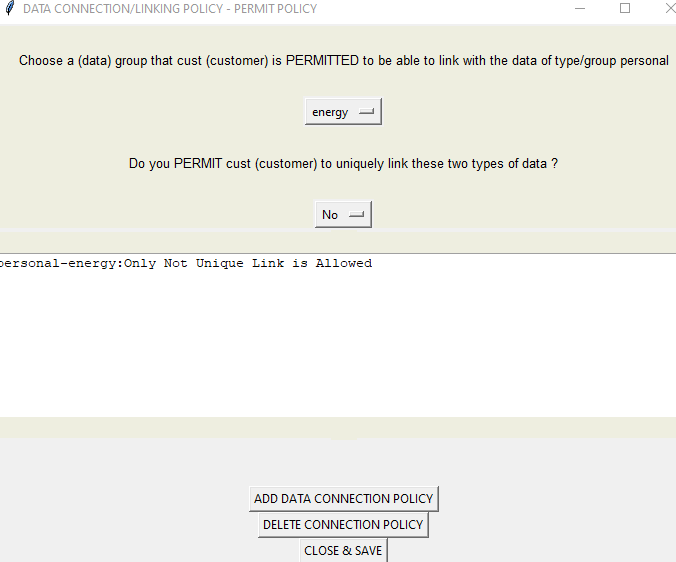 DATA CONNECTION/LINKING POLICY - PERMIT POLICY
Choose a (data) group that cust (customer) is PERMITTED to be able to link with the data of type/group personal
energy
Do you PERMIT cust (customer) to uniquely link these two types of data ?
No
personal-energy:Only Not Unique Link is Allowed
ADD DATA CONNECTION POLICY
DELETE CONNECTION POLICY
CLOSE & SAVE